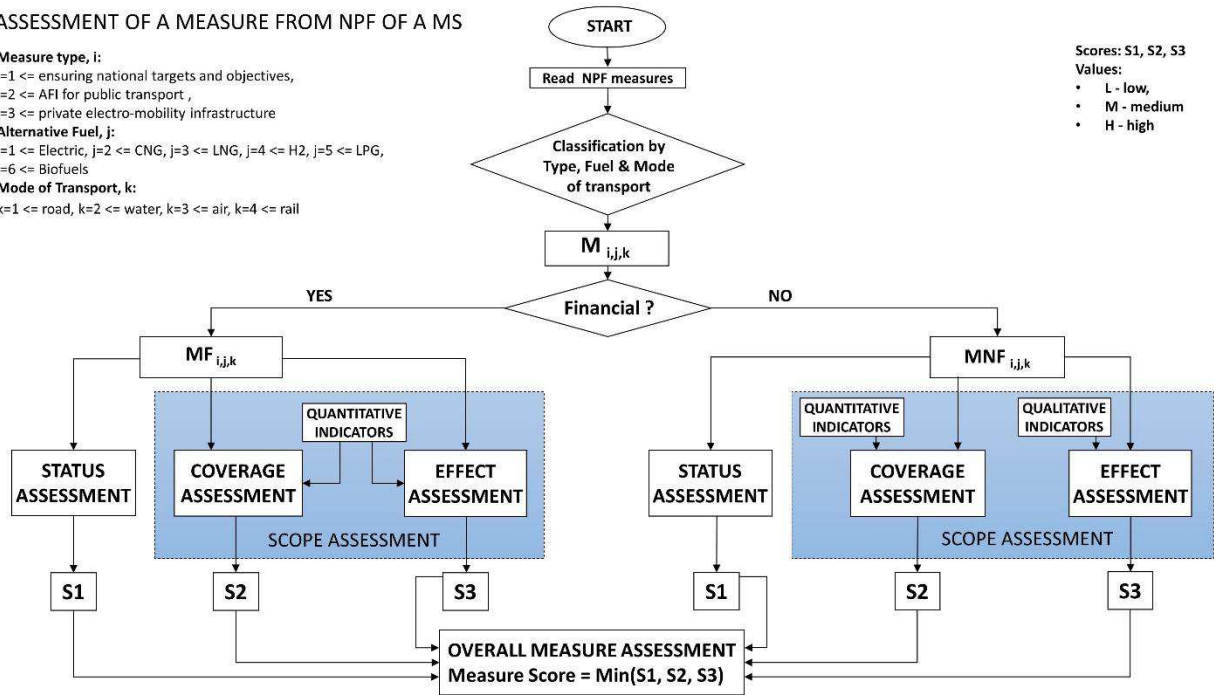 ASSESSMENT OF A MEASURE FROM NPF OF A MS
Measure type, i:
=1 <= ensuring national targets and objectives,
=2 <= AFI for public transport ,
=3 <= private electro-mobility infrastructure
Alternative Fuel, j:
=1 <= Electric, j=2 <= CNG, j=3 <= LNG, j=4 <= H2, j=5 <= LPG,
=6 <= Biofuels
Mode of Transport, k:
k=1 <= road, k=2 <= water, k=3 <= air, k=4 <= rail
Scores: S1, S2, S3
Values:
• L - low,
• M - medium
• H - high
START
Read NPF measures
Classification by
Type, Fuel & Mode
of transport
M i,j,k
Financial ?
YES
NO
MF i,j,k
MNF i,j,k
QUANTITATIVE
INDICATORS
STATUS
ASSESSMENT
COVERAGE
ASSESSMENT
EFFECT
ASSESSMENT
SCOPE ASSESSMENT
S1
S2
S3
QUANTITATIVE
INDICATORS
QUALITATIVE
INDICATORS
STATUS
ASSESSMENT
COVERAGE
ASSESSMENT
EFFECT
ASSESSMENT
SCOPE ASSESSMENT
S1
S2
S3
OVERALL MEASURE ASSESSMENT
Measure Score = Min(S1, S2, S3)